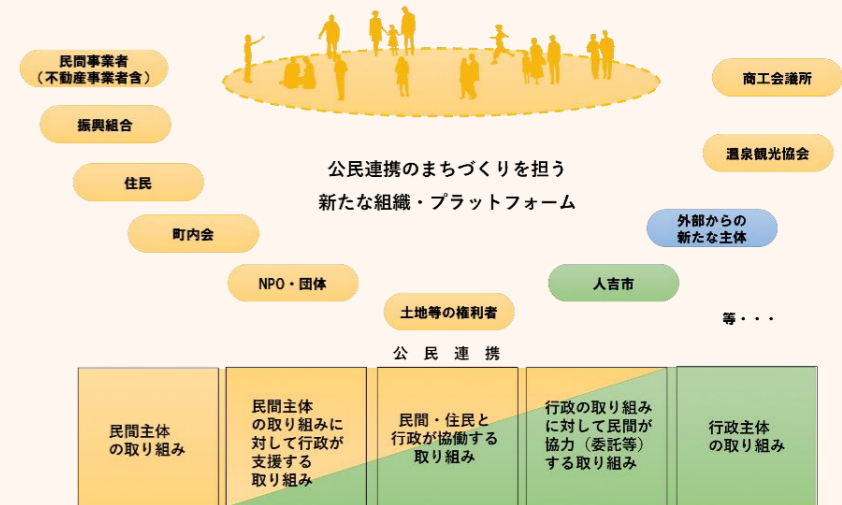 民間事業者
（不動産事業者含）
振興組合
住民
町内会
NPO・団体
土地等の権利者
商工会議所
温泉観光協会
外部からの
新たな主体
人吉市
等・・・
公民連携のまちづくりを担う
新たな組織・プラットフォーム
公民連携
民間主体
の取り組み
民間主体
の取り組みに
対して行政が
支援する
取り組み
民間・住民と
行政が協働する
取り組み
行政の取り組み
に対して民間が
協力（委託等）
する取り組み
行政主体
の取り組み